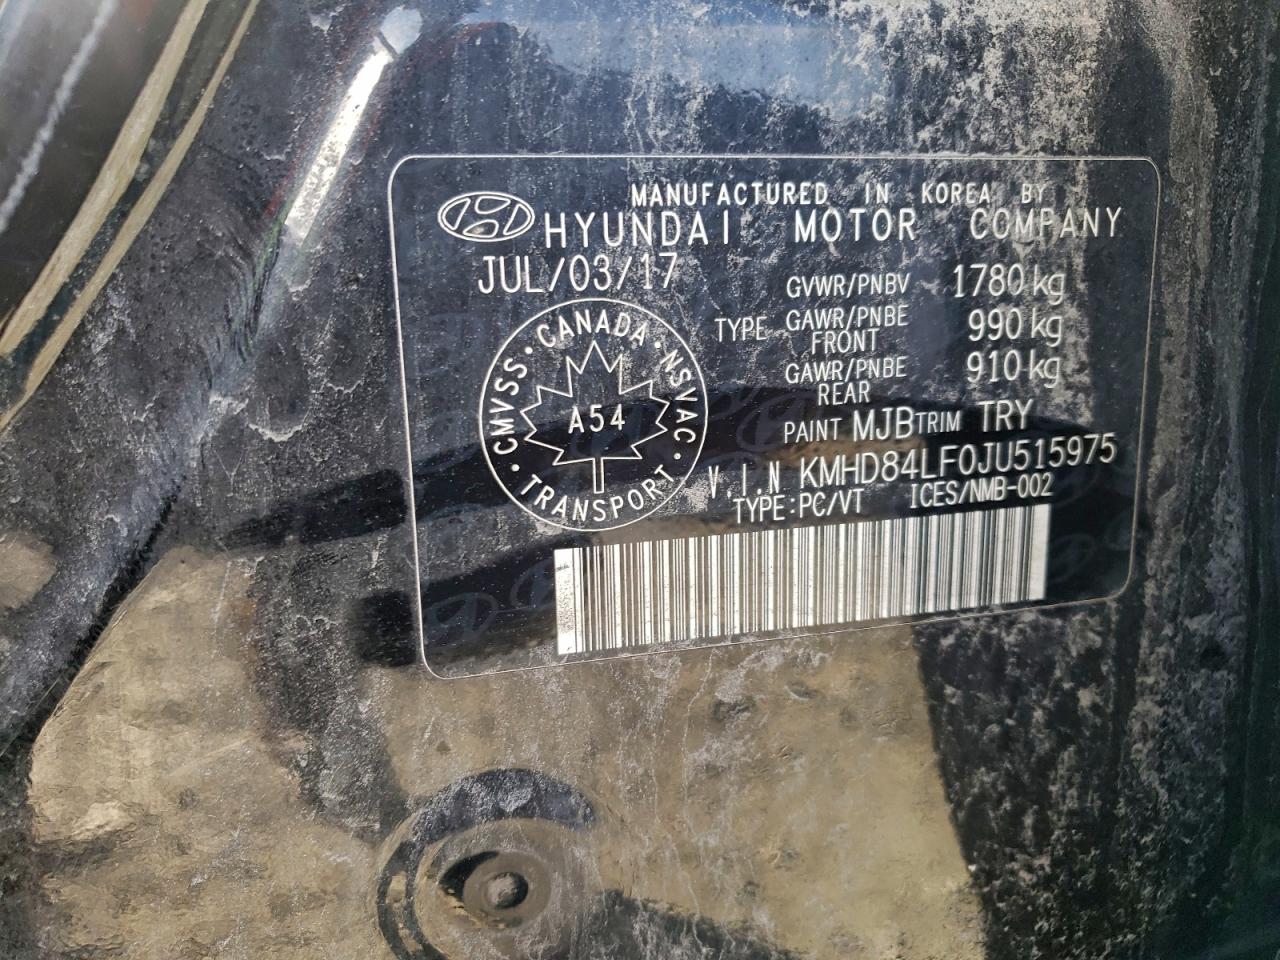 MANUFACTURED IN KOREA BY
HYUNDAI MOTOR COMPANY
JUL/03/17
GVWR/PNBV 1780 kg
TYPE GAWR/PNBE FRONT 990 kg
GAWR/PNBE REAR 910 kg
CMVSS · CANADA · NSVAC · TRANSPORT ·
A54
PAINT MJB TRIM TRY
V.I.N KMHD84LF0JU515975
TYPE:PC/VT ICES/NMB-002